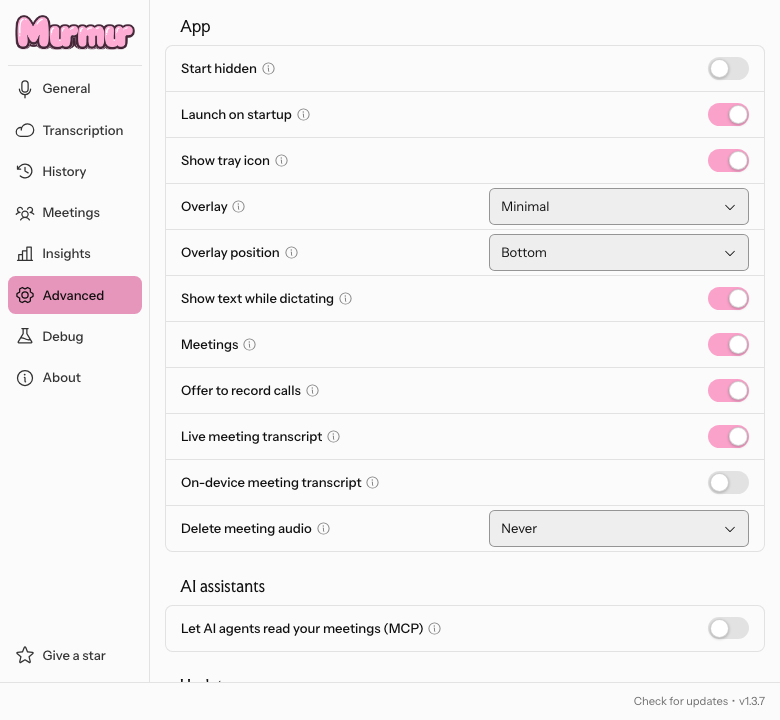 Murmur
General
Transcription
History
Meetings
Insights
Advanced
Debug
About
Give a star
App
Start hidden
Launch on startup
Show tray icon
Overlay Minimal
Overlay position Bottom
Show text while dictating
Meetings
Offer to record calls
Live meeting transcript
On-device meeting transcript
Delete meeting audio Never
AI assistants
Let AI agents read your meetings (MCP)
Check for updates • v1.3.7